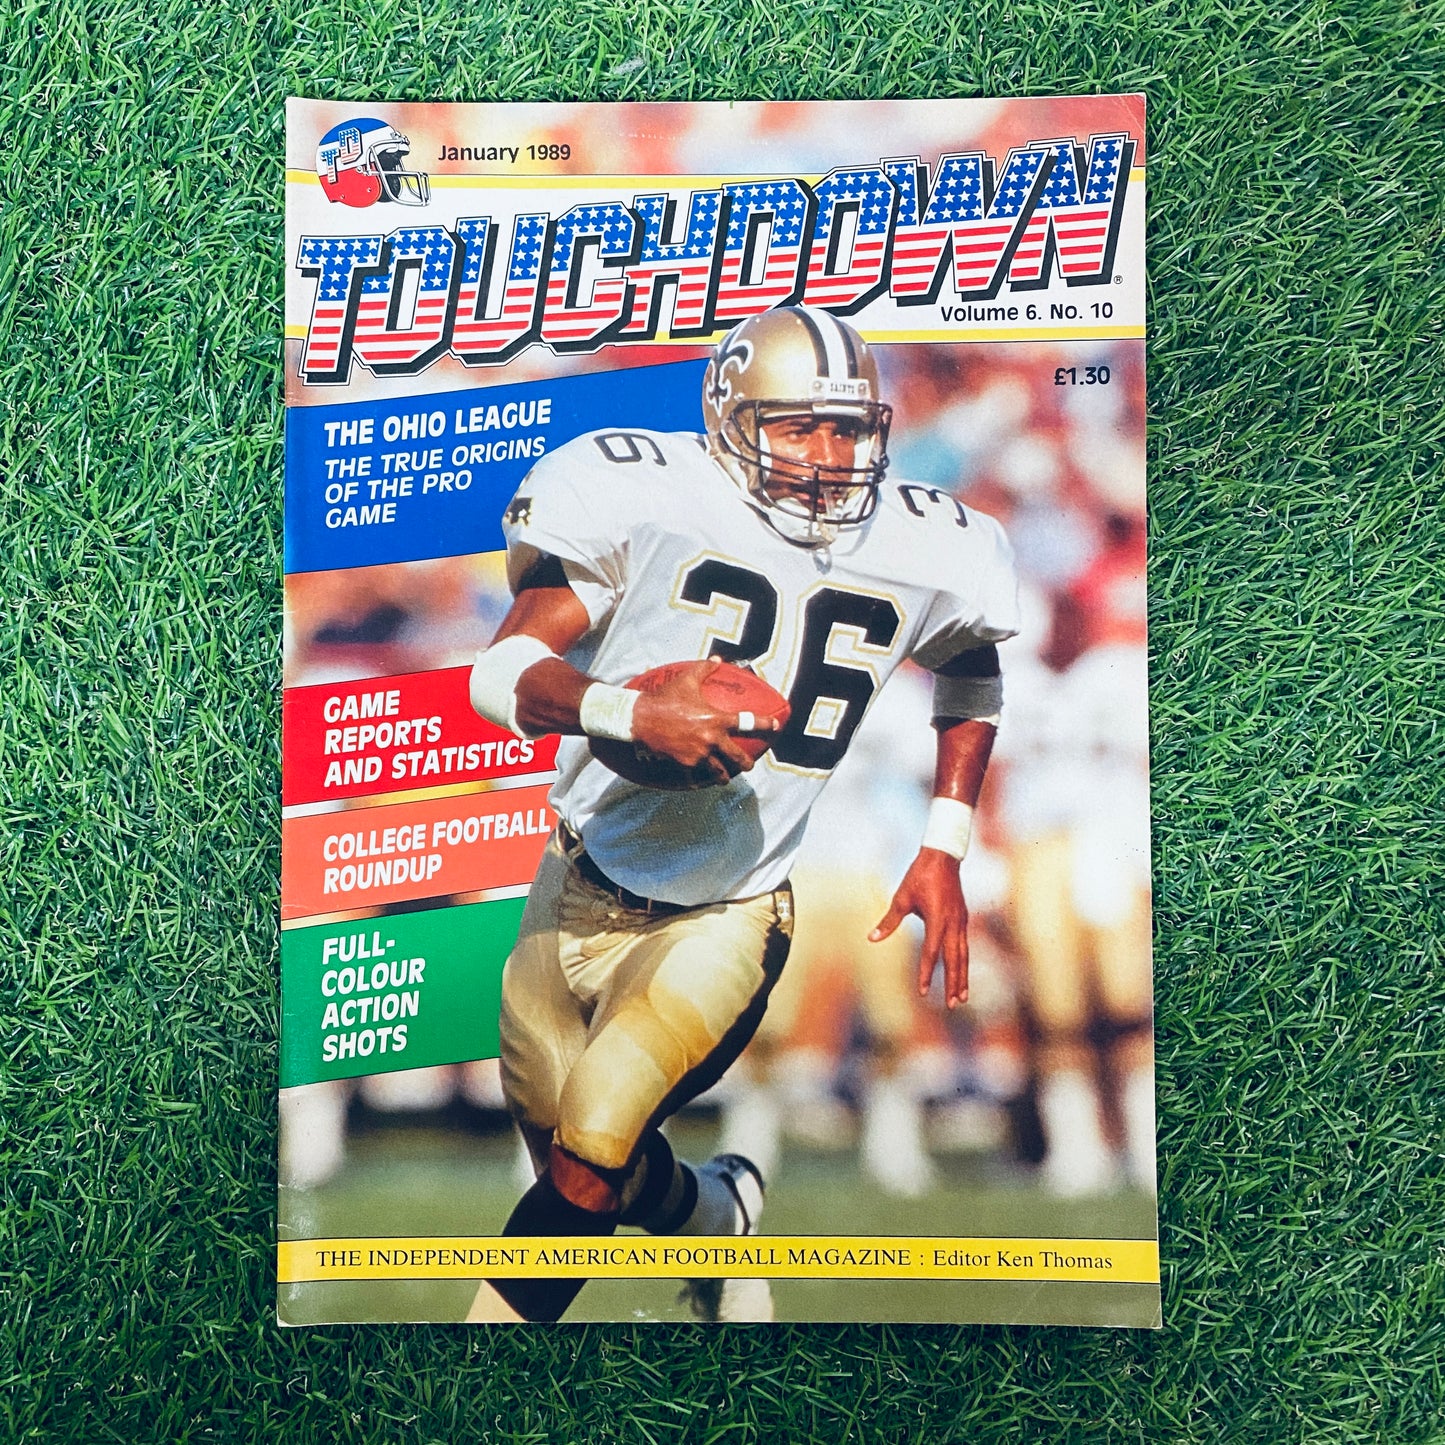 TD
January 1989
TOUCHDOWN
®
Volume 6. No. 10
£1.30
THE OHIO LEAGUE
THE TRUE ORIGINS
OF THE PRO
GAME
SAINTS
36
36
36
GAME
REPORTS
AND STATISTICS
COLLEGE FOOTBALL
ROUNDUP
FULL-
COLOUR
ACTION
SHOTS
THE INDEPENDENT AMERICAN FOOTBALL MAGAZINE : Editor Ken Thomas